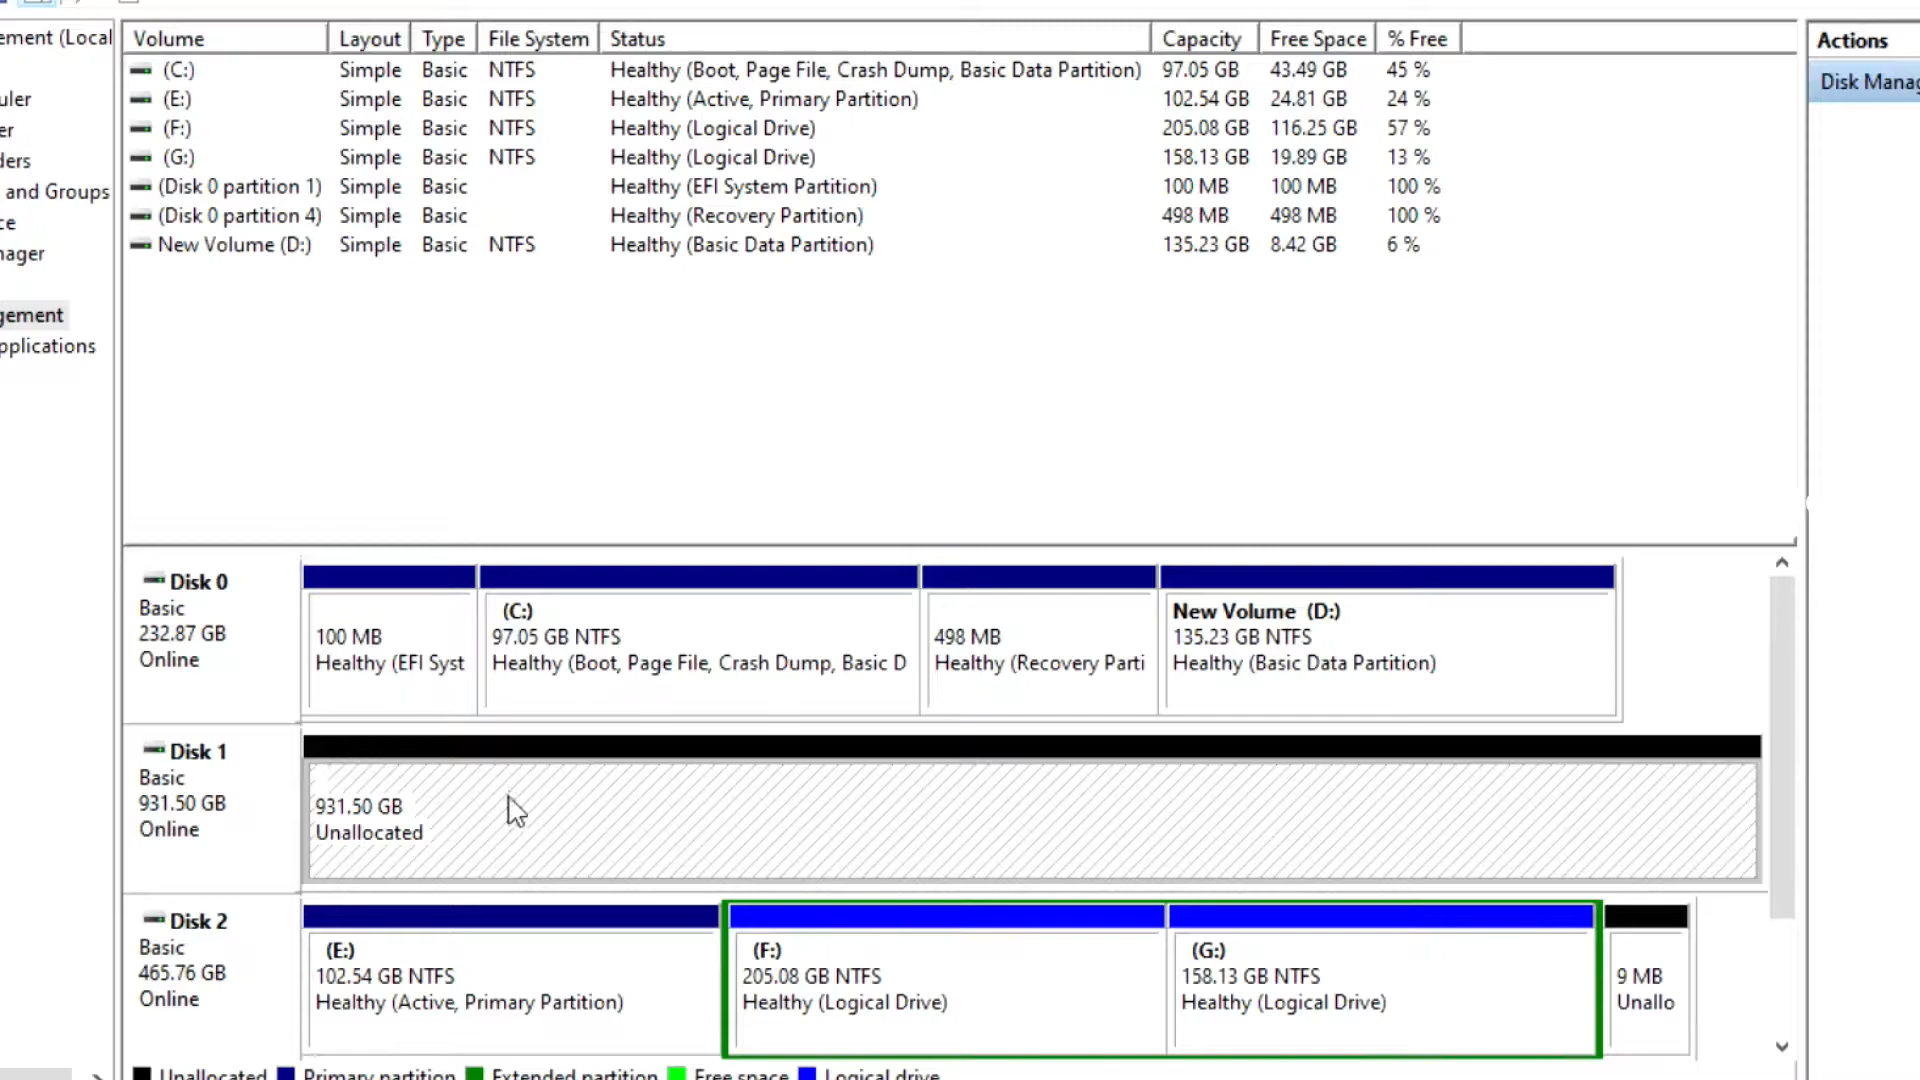 ement (Local
uler
er
ders
and Groups
ce
nager
gement
pplications
Volume Layout Type File System Status Capacity Free Space % Free
(C:) Simple Basic NTFS Healthy (Boot, Page File, Crash Dump, Basic Data Partition) 97.05 GB 43.49 GB 45 %
(E:) Simple Basic NTFS Healthy (Active, Primary Partition) 102.54 GB 24.81 GB 24 %
(F:) Simple Basic NTFS Healthy (Logical Drive) 205.08 GB 116.25 GB 57 %
(G:) Simple Basic NTFS Healthy (Logical Drive) 158.13 GB 19.89 GB 13 %
(Disk 0 partition 1) Simple Basic Healthy (EFI System Partition) 100 MB 100 MB 100 %
(Disk 0 partition 4) Simple Basic Healthy (Recovery Partition) 498 MB 498 MB 100 %
New Volume (D:) Simple Basic NTFS Healthy (Basic Data Partition) 135.23 GB 8.42 GB 6 %
Actions
Disk Manag
Disk 0
Basic
232.87 GB
Online
100 MB
Healthy (EFI Syst
(C:)
97.05 GB NTFS
Healthy (Boot, Page File, Crash Dump, Basic D
498 MB
Healthy (Recovery Parti
New Volume (D:)
135.23 GB NTFS
Healthy (Basic Data Partition)
Disk 1
Basic
931.50 GB
Online
931.50 GB
Unallocated
Disk 2
Basic
465.76 GB
Online
(E:)
102.54 GB NTFS
Healthy (Active, Primary Partition)
(F:)
205.08 GB NTFS
Healthy (Logical Drive)
(G:)
158.13 GB NTFS
Healthy (Logical Drive)
9 MB
Unallo
Unallocated Primary partition Extended partition Free space Logical drive